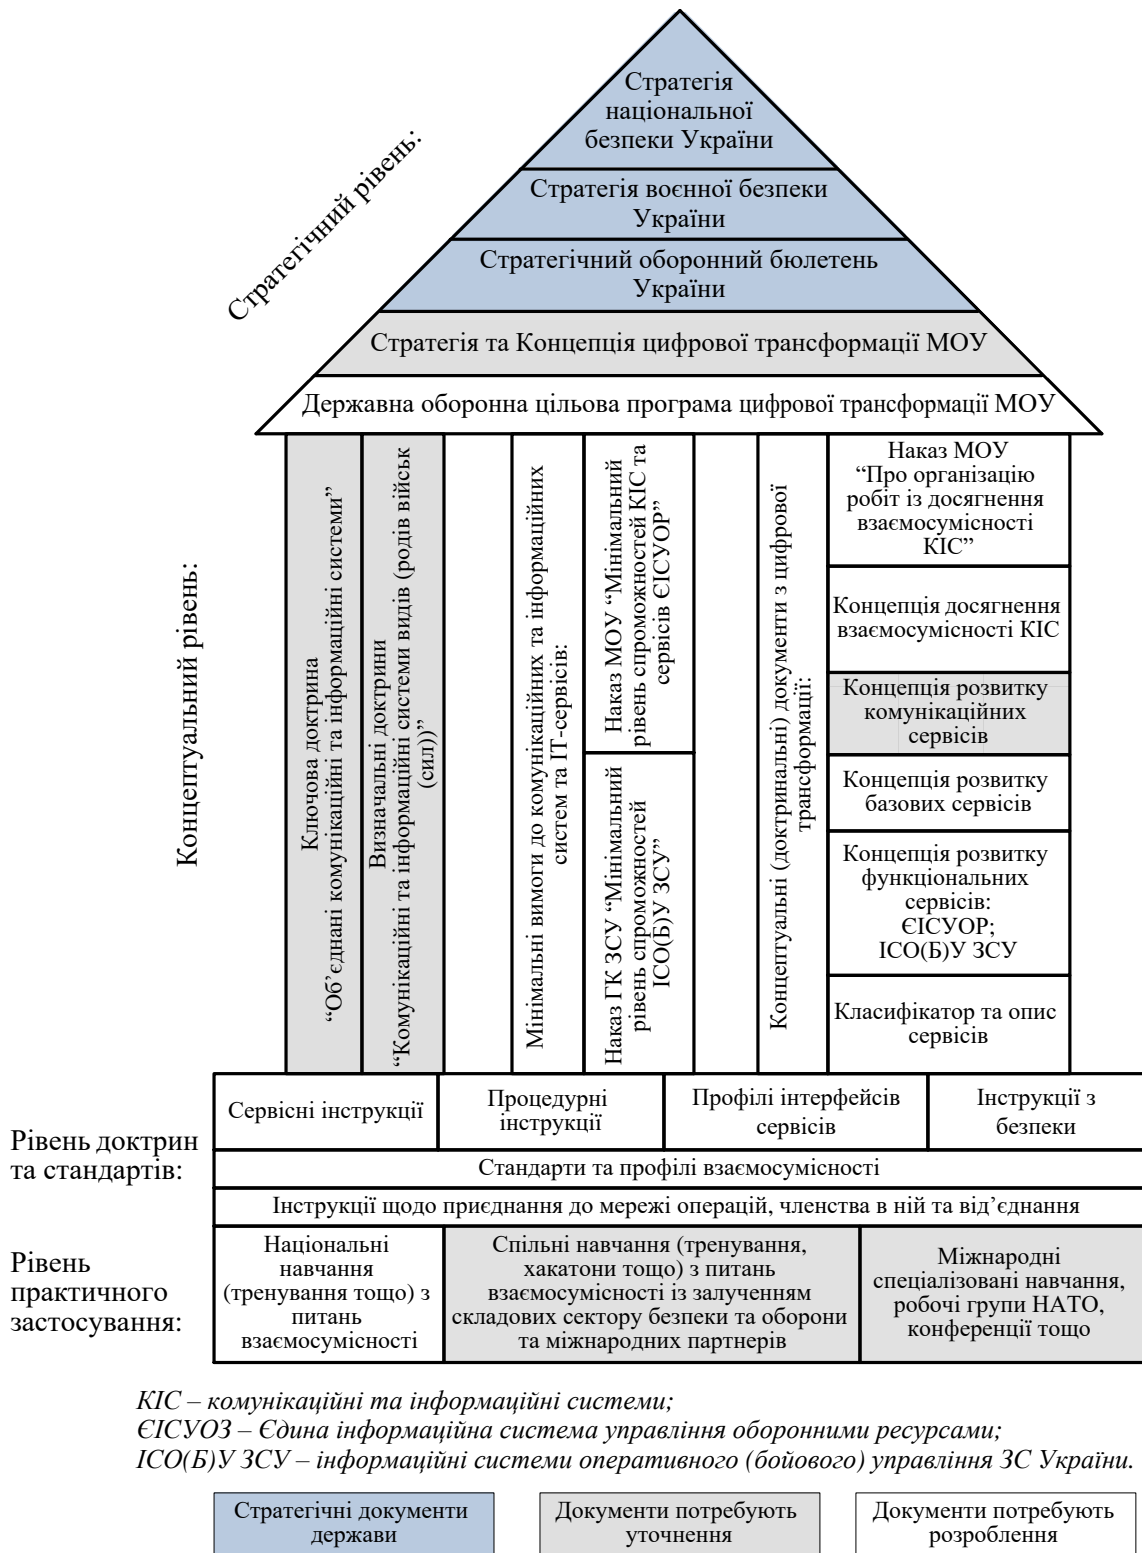 Стратегічний рівень:
Стратегія
національної
безпеки України
Стратегія воєнної безпеки
України
Стратегічний оборонний бюлетень
України
Стратегія та Концепція цифрової трансформації МОУ
Державна оборонна цільова програма цифрової трансформації МОУ
Концептуальний рівень:
Ключова доктрина
“Об’єднані комунікаційні та інформаційні системи”
Визначальні доктрини
“Комунікаційні та інформаційні системи видів (родів військ
(сил))”
Мінімальні вимоги до комунікаційних та інформаційних
систем та ІТ-сервісів:
Наказ МОУ “Мінімальний
рівень спроможностей КІС та
сервісів ЄІСУОР”
Наказ ГК ЗСУ “Мінімальний
рівень спроможностей
ІСО(Б)У ЗСУ”
Концептуальні (доктринальні) документи з цифрової
трансформації:
Наказ МОУ
“Про організацію
робіт із досягнення
взаємосумісності
КІС”
Концепція досягнення
взаємосумісності КІС
Концепція розвитку
комунікаційних
сервісів
Концепція розвитку
базових сервісів
Концепція розвитку
функціональних
сервісів:
ЄІСУОР;
ІСО(Б)У ЗСУ
Класифікатор та опис
сервісів
Рівень доктрин
та стандартів:
Сервісні інструкції
Процедурні
інструкції
Профілі інтерфейсів
сервісів
Інструкції з
безпеки
Стандарти та профілі взаємосумісності
Інструкції щодо приєднання до мережі операцій, членства в ній та від’єднання
Рівень
практичного
застосування:
Національні
навчання
(тренування тощо) з
питань
взаємосумісності
Спільні навчання (тренування,
хакатони тощо) з питань
взаємосумісності із залученням
складових сектору безпеки та оборони
та міжнародних партнерів
Міжнародні
спеціалізовані навчання,
робочі групи НАТО,
конференції тощо
КІС – комунікаційні та інформаційні системи;
ЄІСУОЗ – Єдина інформаційна система управління оборонними ресурсами;
ІСО(Б)У ЗСУ – інформаційні системи оперативного (бойового) управління ЗС України.
Стратегічні документи
держави
Документи потребують
уточнення
Документи потребують
розроблення